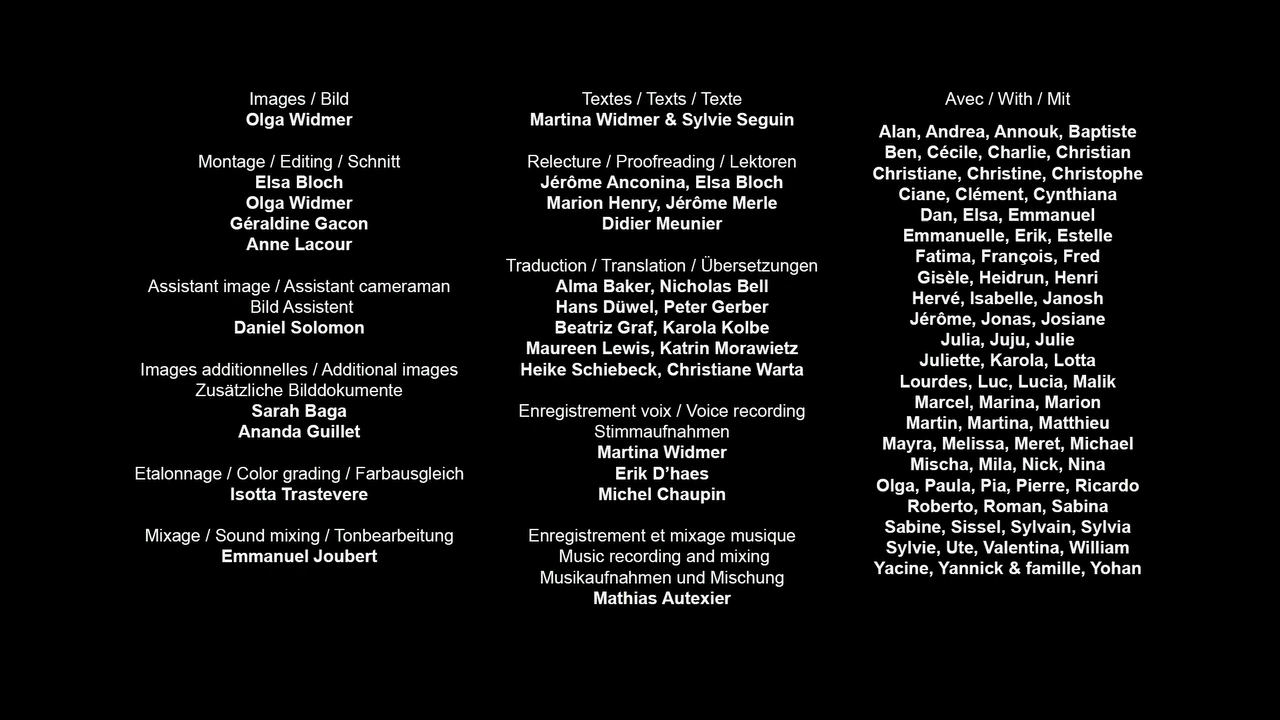 Images / Bild
Olga Widmer
Montage / Editing / Schnitt
Elsa Bloch
Olga Widmer
Géraldine Gacon
Anne Lacour
Assistant image / Assistant cameraman
Bild Assistent
Daniel Solomon
Images additionnelles / Additional images
Zusätzliche Bilddokumente
Sarah Baga
Ananda Guillet
Etalonnage / Color grading / Farbausgleich
Isotta Trastevere
Mixage / Sound mixing / Tonbearbeitung
Emmanuel Joubert
Textes / Texts / Texte
Martina Widmer & Sylvie Seguin
Relecture / Proofreading / Lektoren
Jérôme Anconina, Elsa Bloch
Marion Henry, Jérôme Merle
Didier Meunier
Traduction / Translation / Übersetzungen
Alma Baker, Nicholas Bell
Hans Düwel, Peter Gerber
Beatriz Graf, Karola Kolbe
Maureen Lewis, Katrin Morawietz
Heike Schiebeck, Christiane Warta
Enregistrement voix / Voice recording
Stimmaufnahmen
Martina Widmer
Erik D’haes
Michel Chaupin
Enregistrement et mixage musique
Music recording and mixing
Musikaufnahmen und Mischung
Mathias Autexier
Avec / With / Mit
Alan, Andrea, Annouk, Baptiste
Ben, Cécile, Charlie, Christian
Christiane, Christine, Christophe
Ciane, Clément, Cynthiana
Dan, Elsa, Emmanuel
Emmanuelle, Erik, Estelle
Fatima, François, Fred
Gisèle, Heidrun, Henri
Hervé, Isabelle, Janosh
Jérôme, Jonas, Josiane
Julia, Juju, Julie
Juliette, Karola, Lotta
Lourdes, Luc, Lucia, Malik
Marcel, Marina, Marion
Martin, Martina, Matthieu
Mayra, Melissa, Meret, Michael
Mischa, Mila, Nick, Nina
Olga, Paula, Pia, Pierre, Ricardo
Roberto, Roman, Sabina
Sabine, Sissel, Sylvain, Sylvia
Sylvie, Ute, Valentina, William
Yacine, Yannick & famille, Yohan